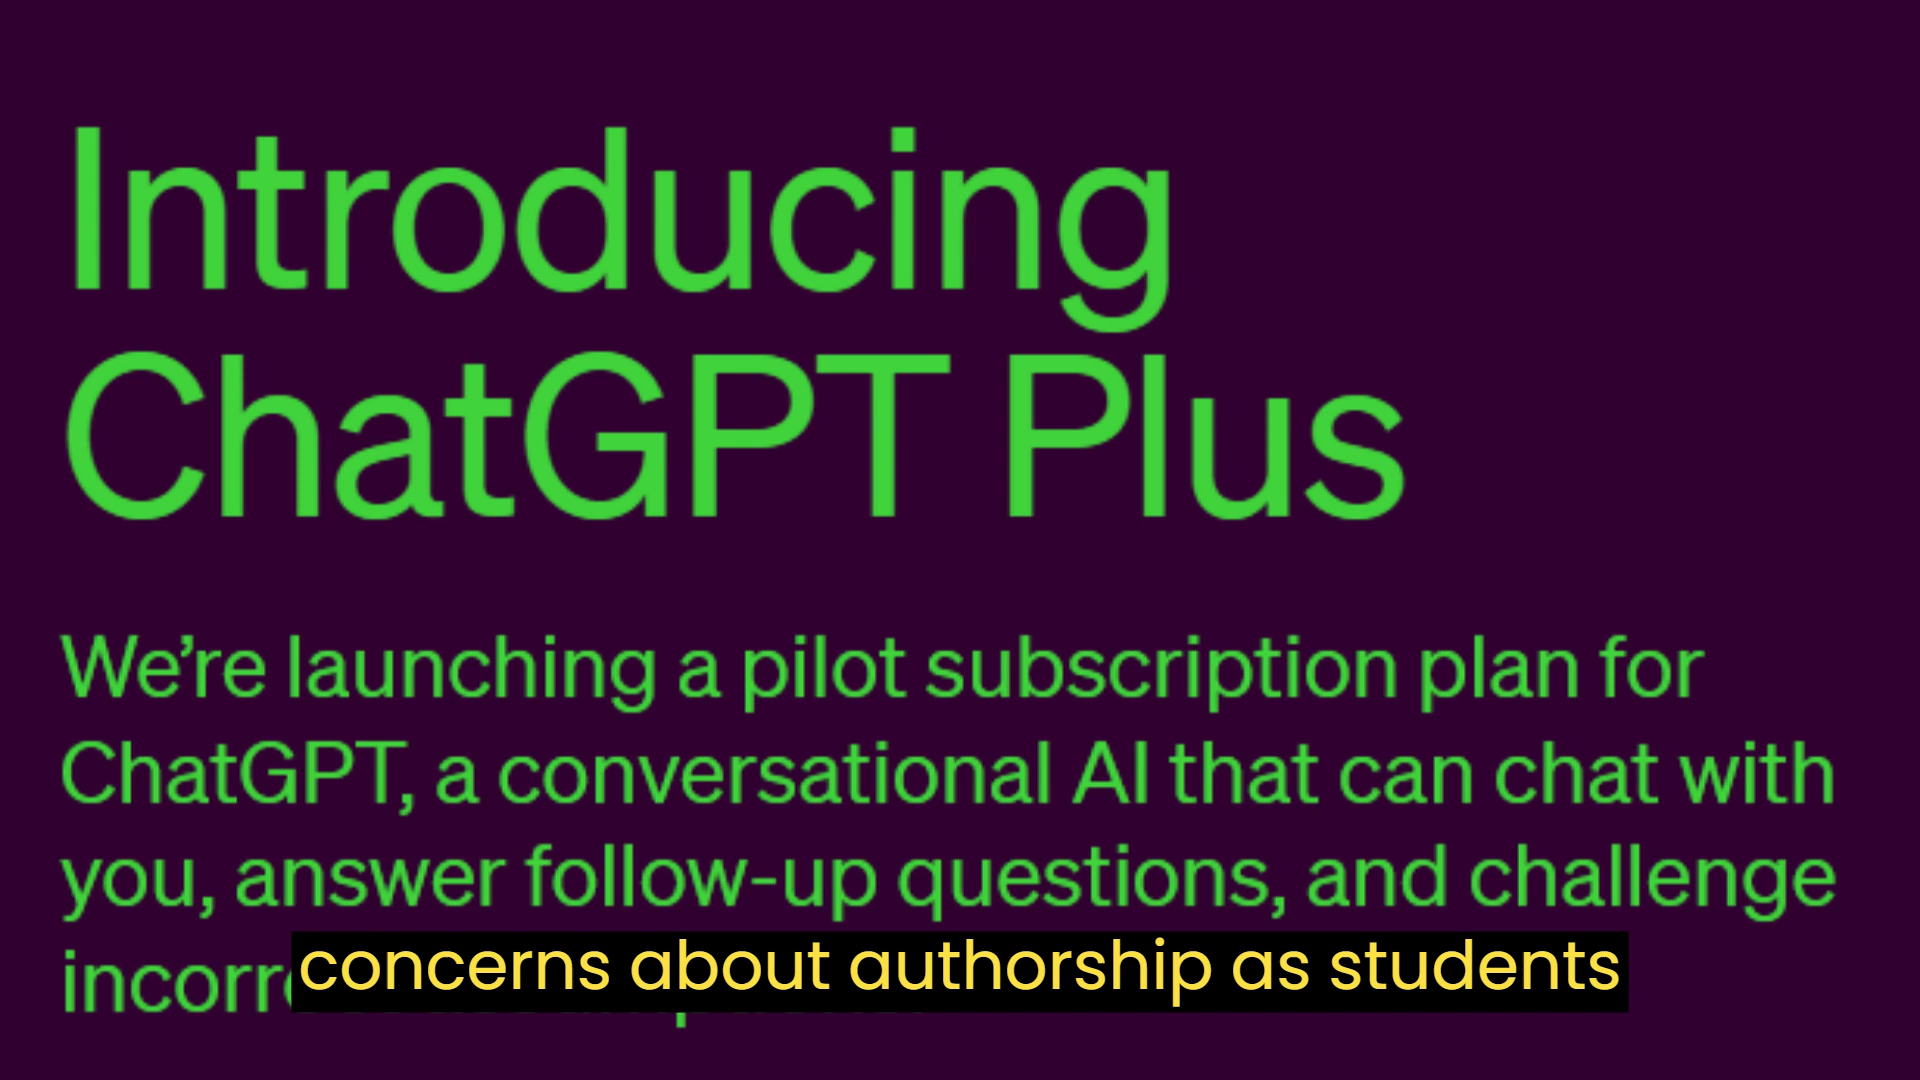 Introducing
ChatGPT Plus
We’re launching a pilot subscription plan for
ChatGPT, a conversational AI that can chat with
you, answer follow-up questions, and challenge
concerns about authorship as students